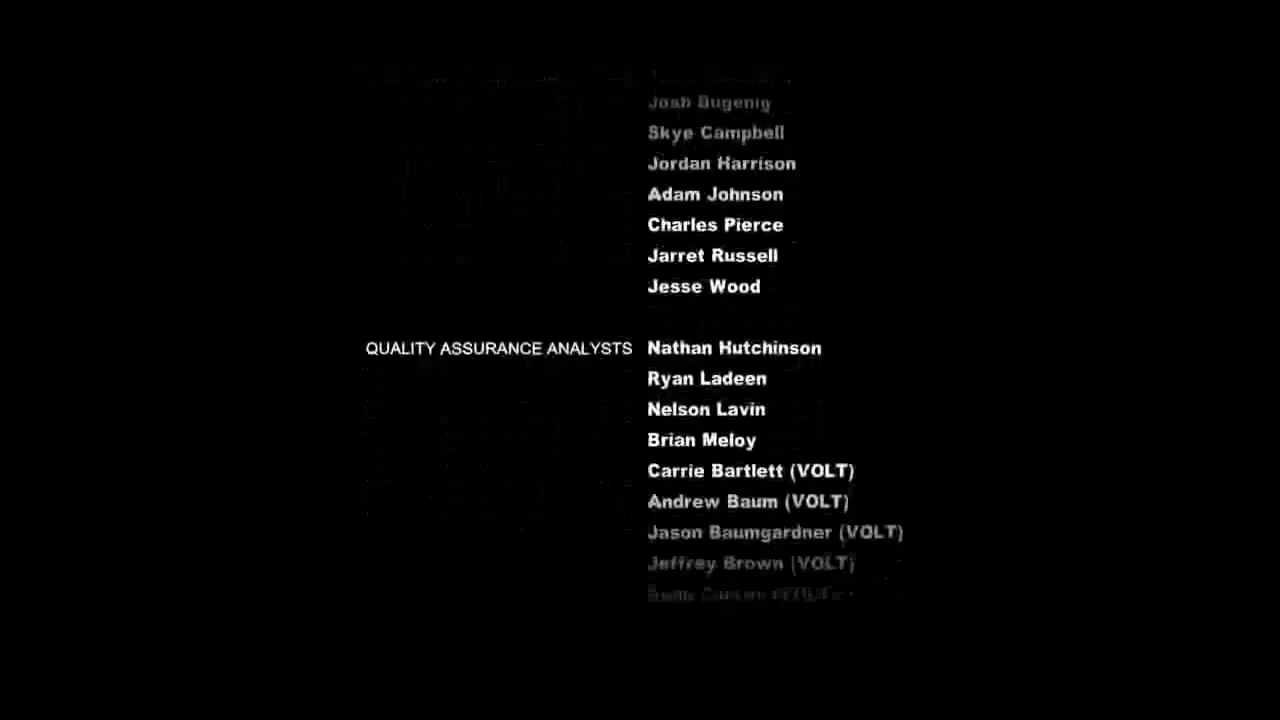 Josh Bugenig
Skye Campbell
Jordan Harrison
Adam Johnson
Charles Pierce
Jarret Russell
Jesse Wood
QUALITY ASSURANCE ANALYSTS Nathan Hutchinson
Ryan Ladeen
Nelson Lavin
Brian Meloy
Carrie Bartlett (VOLT)
Andrew Baum (VOLT)
Jason Baumgardner (VOLT)
Jeffrey Brown (VOLT)